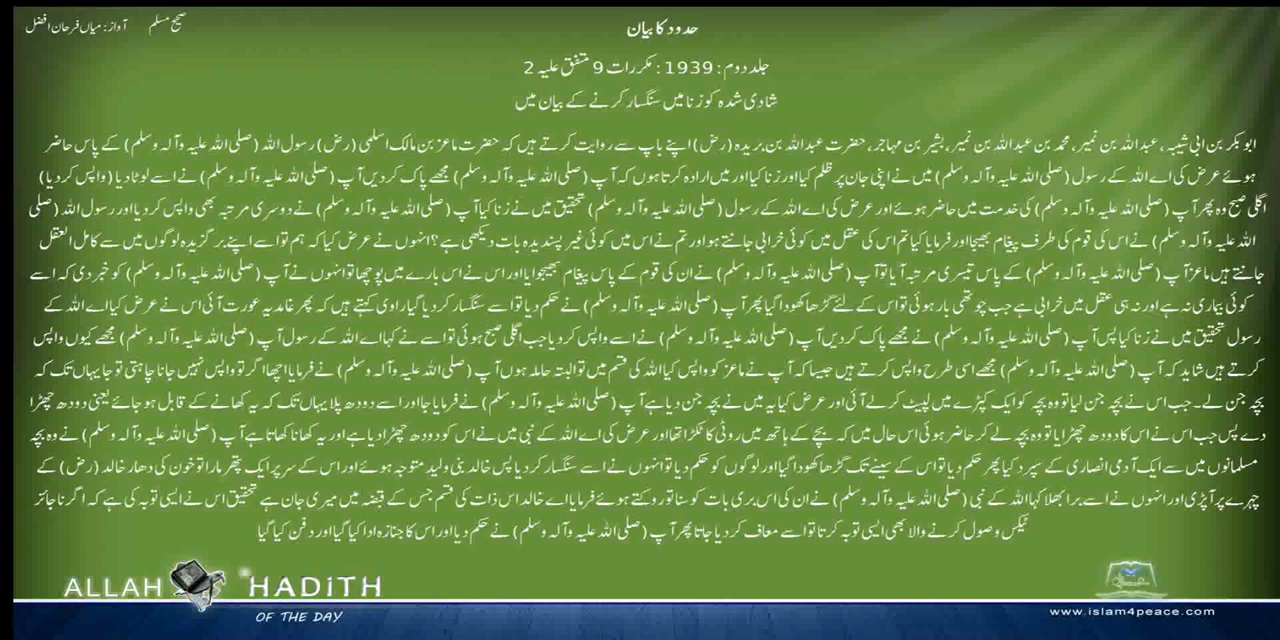 صحیح مسلم آواز: میاں فرحان افضل
حدود کا بیان
جلد دوم : 1939 : مکررات 9 متفق علیہ 2
شادی شدہ کو زنا میں سنگسار کرنے کے بیان میں
ابو بکر بن ابی شیبہ، عبداللہ بن نمیر، محمد بن عبداللہ بن نمیر، بشیر بن مہاجر، حضرت عبداللہ بن بریدہ (رض) اپنے باپ سے روایت کرتے ہیں کہ حضرت ماعز بن مالک اسلمی (رض) رسول اللہ (صلی اللہ علیہ وآلہ وسلم) کے پاس حاضر
ہوئے عرض کی اے اللہ کے رسول (صلی اللہ علیہ وآلہ وسلم) میں نے اپنی جان پر ظلم کیا اور زنا کیا اور میں ارادہ کرتا ہوں کہ آپ (صلی اللہ علیہ وآلہ وسلم) مجھے پاک کر دیں آپ (صلی اللہ علیہ وآلہ وسلم) نے اسے لوٹا دیا (واپس کر دیا)
اگلی صبح وہ پھر آپ (صلی اللہ علیہ وآلہ وسلم) کی خدمت میں حاضر ہوئے اور عرض کی اے اللہ کے رسول (صلی اللہ علیہ وآلہ وسلم) تحقیق میں نے زنا کیا آپ (صلی اللہ علیہ وآلہ وسلم) نے دوسری مرتبہ بھی واپس کر دیا اور رسول اللہ (صلی
اللہ علیہ وآلہ وسلم) نے اس کی قوم کی طرف پیغام بھیجا اور فرمایا کیا تم اس کی عقل میں کوئی خرابی جانتے ہو اور تم نے اس میں کوئی غیر پسندیدہ بات دیکھی ہے؟ انہوں نے عرض کیا کہ ہم تو اسے اپنے برگزیدہ لوگوں میں سے کامل العقل
جانتے ہیں ماعز آپ (صلی اللہ علیہ وآلہ وسلم) کے پاس تیسری مرتبہ آیا تو آپ (صلی اللہ علیہ وآلہ وسلم) نے ان کی قوم کے پاس پیغام بھیجوایا اور اس نے اس بارے میں پوچھا تو انہوں نے آپ (صلی اللہ علیہ وآلہ وسلم) کو خبر دی کہ اسے
کوئی بیماری نہ ہے اور نہ ہی عقل میں خرابی ہے جب چوتھی بار ہوئی تو اس کے لئے گڑھا کھودا گیا پھر آپ (صلی اللہ علیہ وآلہ وسلم) نے حکم دیا تو اسے سنگسار کر دیا گیا راوی کہتے ہیں کہ پھر غامدیہ عورت آئی اس نے عرض کیا اے اللہ کے
رسول تحقیق میں نے زنا کیا پس آپ (صلی اللہ علیہ وآلہ وسلم) نے مجھے پاک کر دیں آپ (صلی اللہ علیہ وآلہ وسلم) نے اسے واپس کر دیا جب اگلی صبح ہوئی تو اسے نے کہا اے اللہ کے رسول آپ (صلی اللہ علیہ وآلہ وسلم) مجھے کیوں واپس
کرتے ہیں شاید کہ آپ (صلی اللہ علیہ وآلہ وسلم) مجھے اسی طرح واپس کرتے ہیں جیسا کہ آپ نے ماعز کو واپس کیا اللہ کی قسم میں تو البتہ حاملہ ہوں آپ (صلی اللہ علیہ وآلہ وسلم) نے فرمایا اچھا اگر تو واپس نہیں جانا چاہتی تو جا یہاں تک کہ
بچہ جن لے۔ جب اس نے بچہ جن لیا تو وہ بچہ کو ایک کپڑے میں لپیٹ کر لے آئی اور عرض کیا یہ میں نے بچہ جن دیا ہے آپ (صلی اللہ علیہ وآلہ وسلم) نے فرمایا جا اور اسے دودھ پلا یہاں تک کہ یہ کھانے کے قابل ہو جائے یعنی دودھ چھڑا
دے پس جب اس نے اس کا دودھ چھڑایا تو وہ بچہ لے کر حاضر ہوئی اس حال میں کہ بچے کے ہاتھ میں روٹی کا ٹکڑا تھا اور عرض کی اے اللہ کے نبی میں نے اس کو دودھ چھڑا دیا ہے اور یہ کھانا کھاتا ہے آپ (صلی اللہ علیہ وآلہ وسلم) نے وہ بچہ
مسلمانوں میں سے ایک آدمی انصاری کے سپرد کیا پھر حکم دیا تو اس کے سینے تک گڑھا کھودا گیا اور لوگوں کو حکم دیا تو انہوں نے اسے سنگسار کر دیا پس خالد بنی ولید متوجہ ہوئے اور اس کے سر پر ایک پتھر مارا تو خون کی دھار خالد (رض) کے
چہرے پر آپڑی اور انہوں نے اسے برا بھلا کہا اللہ کے نبی (صلی اللہ علیہ وآلہ وسلم) نے ان کی اس بری بات کو سنا تو روکتے ہوئے فرمایا اے خالد اس ذات کی قسم جس کے قبضہ میں میری جان ہے تحقیق اس نے ایسی توبہ کی ہے کہ اگر ناجائز
ٹیکس وصول کرنے والا بھی ایسی توبہ کرتا تو اسے معاف کر دیا جاتا پھر آپ (صلی اللہ علیہ وآلہ وسلم) نے حکم دیا اور اس کا جنازہ ادا کیا گیا اور دفن کیا گیا
ALLAH HADITH
OF THE DAY
www.islam4peace.com